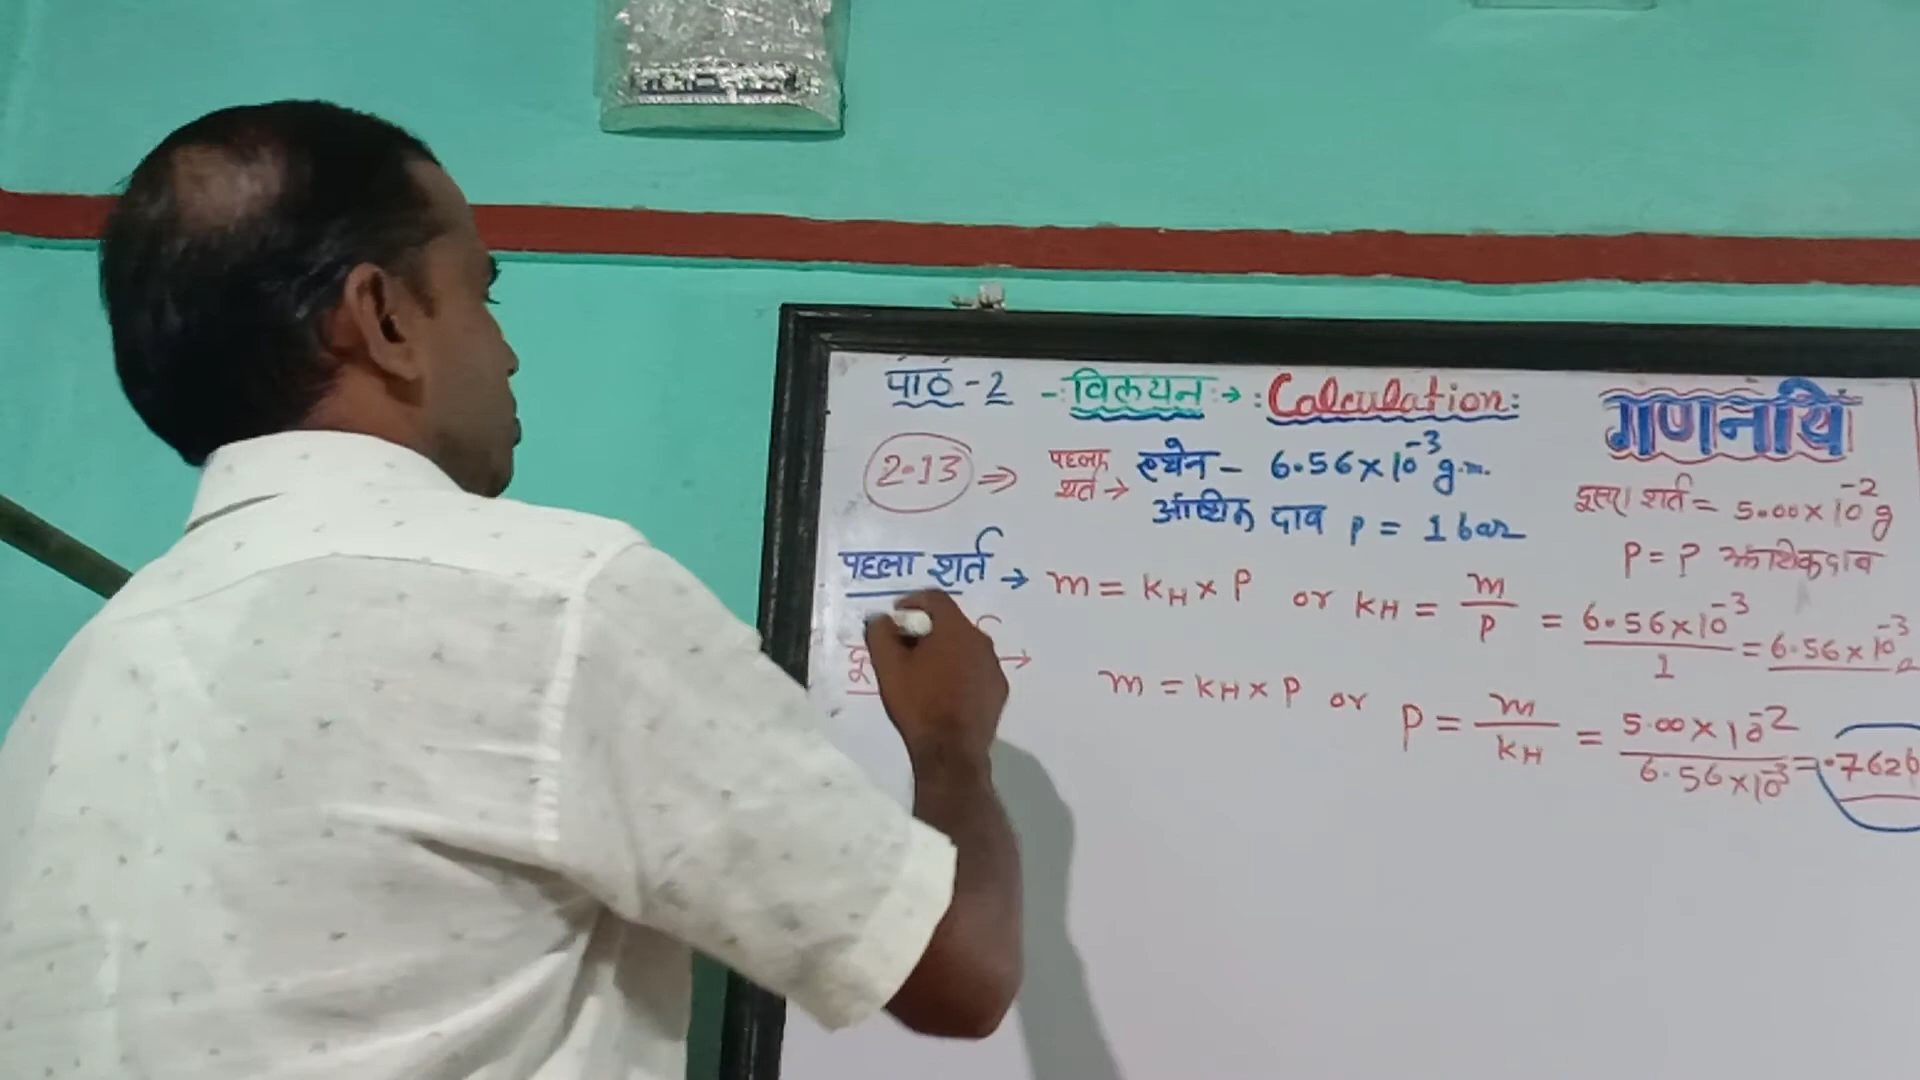 पाठ-2 -: विलयन :→ : Calculation: गणनायें
2.13 ⇒ पहला शर्त → एथेन - 6.56×10⁻³ g.m.
आंशिक दाब p = 1 bar
दूसरा शर्त = 5.00×10⁻² g
P = ? आंशिक दाब
पहला शर्त → m = KH × P or KH = m/P = 6.56×10⁻³/1 = 6.56×10⁻³
→ m = KH × P or P = m/KH = 5.00×10⁻²/6.56×10⁻³ = .762